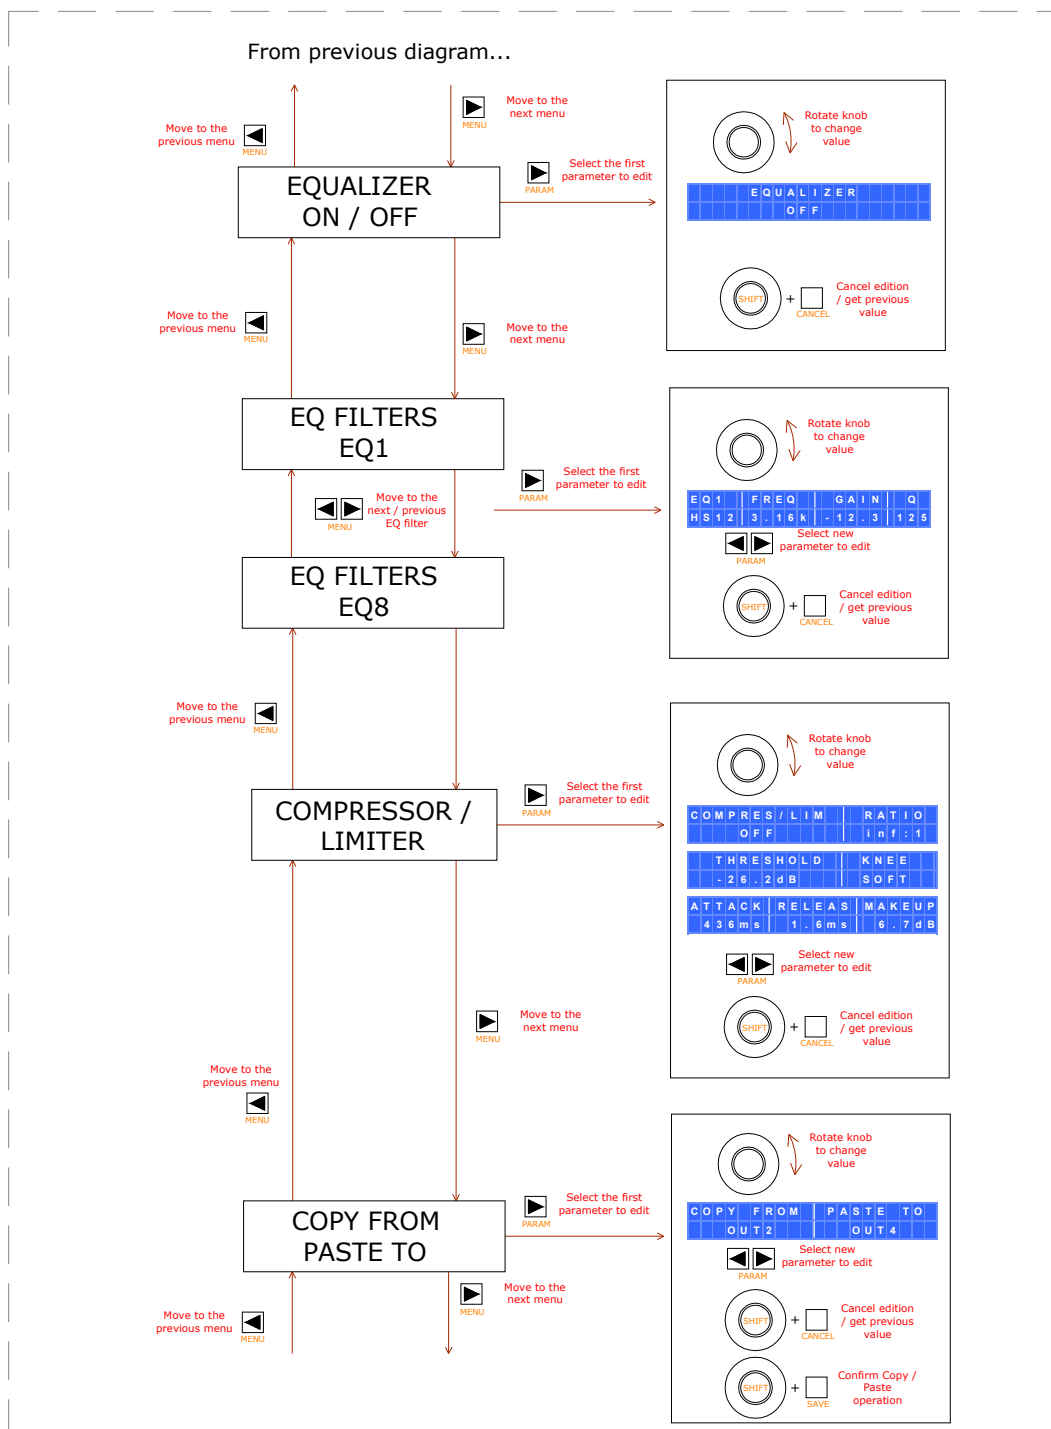 From previous diagram...
Move to the
previous menu
MENU
MENU
Move to the
next menu
EQUALIZER
ON / OFF
PARAM
Select the first
parameter to edit
Rotate knob
to change
value
EQUALIZER
OFF
SHIFT
+
CANCEL
Cancel edition
/ get previous
value
Move to the
previous menu
MENU
MENU
Move to the
next menu
EQ FILTERS
EQ1
PARAM
Select the first
parameter to edit
Rotate knob
to change
value
EQ1 FREQ GAIN Q
HS12 3.16k -12.3 125
PARAM
Select new
parameter to edit
SHIFT
+
CANCEL
Cancel edition
/ get previous
value
MENU
Move to the
next / previous
EQ filter
EQ FILTERS
EQ8
Move to the
previous menu
MENU
COMPRESSOR /
LIMITER
PARAM
Select the first
parameter to edit
Rotate knob
to change
value
COMPRES/LIM RATIO
OFF inf:1
THRESHOLD KNEE
-26.2dB SOFT
ATTACK RELEAS MAKEUP
436ms 1.6ms 6.7dB
PARAM
Select new
parameter to edit
SHIFT
+
CANCEL
Cancel edition
/ get previous
value
MENU
Move to the
next menu
Move to the
previous menu
MENU
COPY FROM
PASTE TO
PARAM
Select the first
parameter to edit
Rotate knob
to change
value
COPY FROM PASTE TO
OUT2 OUT4
PARAM
Select new
parameter to edit
SHIFT
+
CANCEL
Cancel edition
/ get previous
value
SHIFT
+
SAVE
Confirm Copy /
Paste
operation
Move to the
previous menu
MENU
MENU
Move to the
next menu